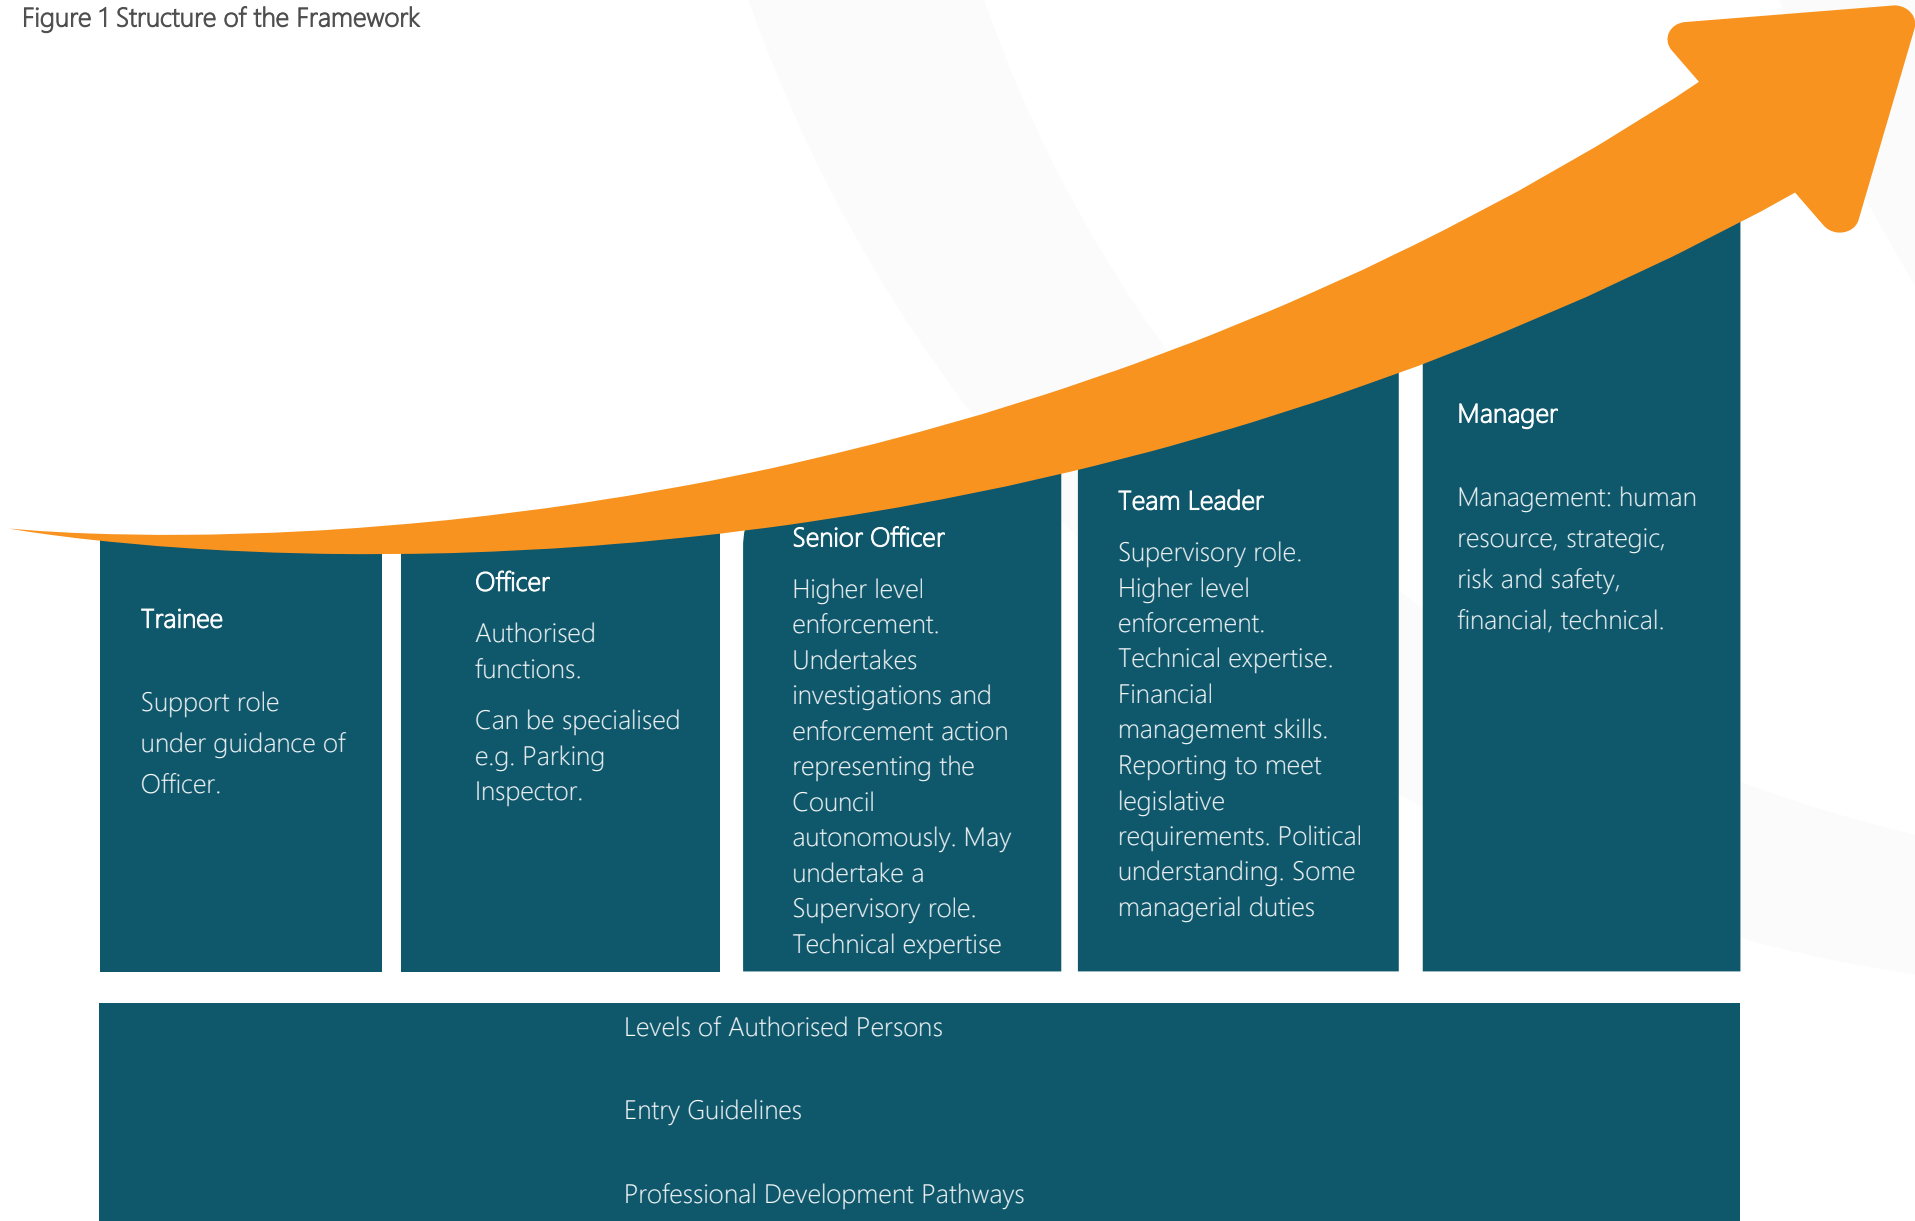 Figure 1 Structure of the Framework
Trainee
Support role
under guidance of
Officer.
Officer
Authorised
functions.
Can be specialised
e.g. Parking
Inspector.
Senior Officer
Higher level
enforcement.
Undertakes
investigations and
enforcement action
representing the
Council
autonomously. May
undertake a
Supervisory role.
Technical expertise
Team Leader
Supervisory role.
Higher level
enforcement.
Technical expertise.
Financial
management skills.
Reporting to meet
legislative
requirements. Political
understanding. Some
managerial duties
Manager
Management: human
resource, strategic,
risk and safety,
financial, technical.
Levels of Authorised Persons
Entry Guidelines
Professional Development Pathways